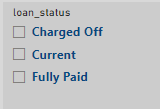 loan_status
Charged Off
Current
Fully Paid